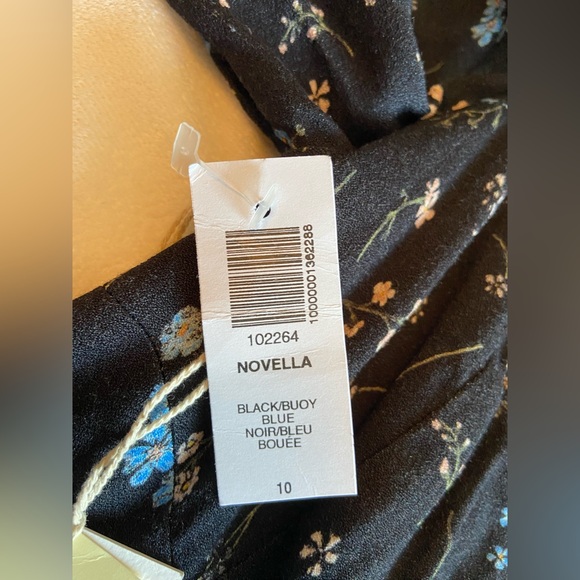 10000001362288
102264
NOVELLA
BLACK/BUOY
BLUE
NOIR/BLEU
BOUÉE
10